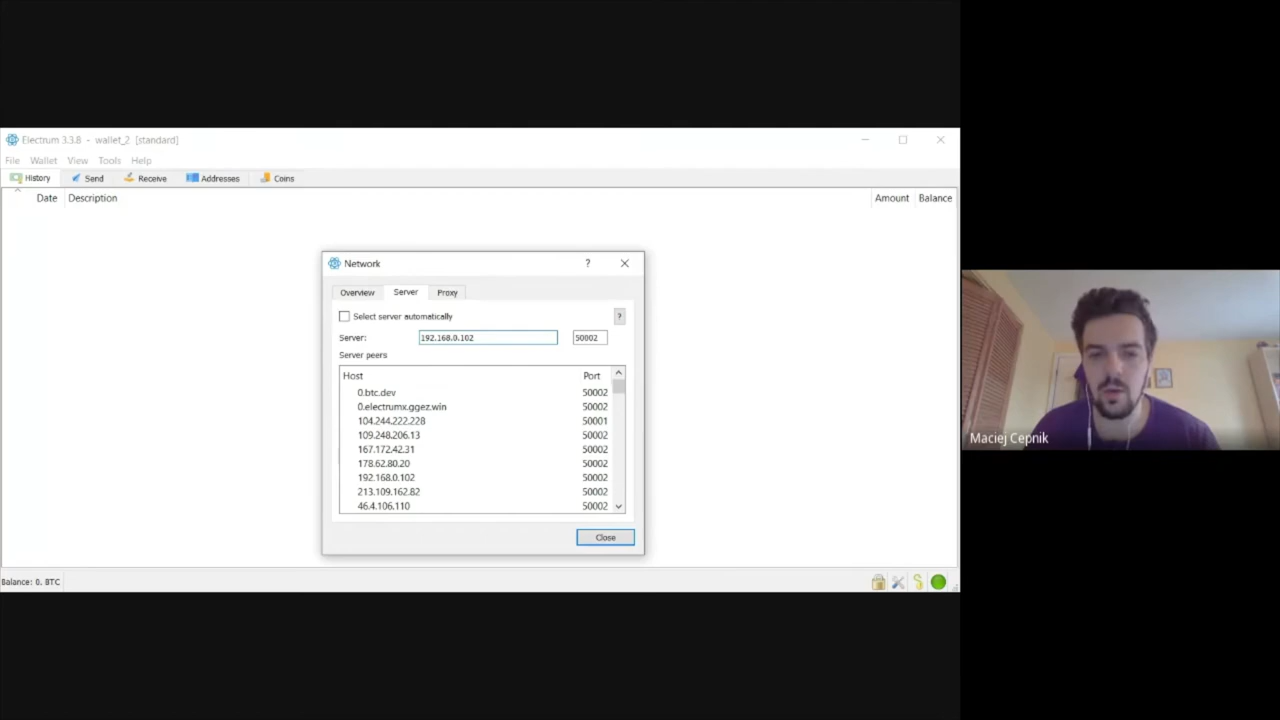 Electrum 3.3.8 - wallet_2 [standard]
File Wallet View Tools Help
History Send Receive Addresses Coins
Date Description Amount Balance
Network ?
Overview Server Proxy
Select server automatically ?
Server: 192.168.0.102 50002
Server peers
Host Port
0.btc.dev 50002
0.electrumx.ggez.win 50002
104.244.222.228 50001
109.248.206.13 50002
167.172.42.31 50002
178.62.80.20 50002
192.168.0.102 50002
213.109.162.82 50002
46.4.106.110 50002
Close
Maciej Cepnik
Balance: 0. BTC